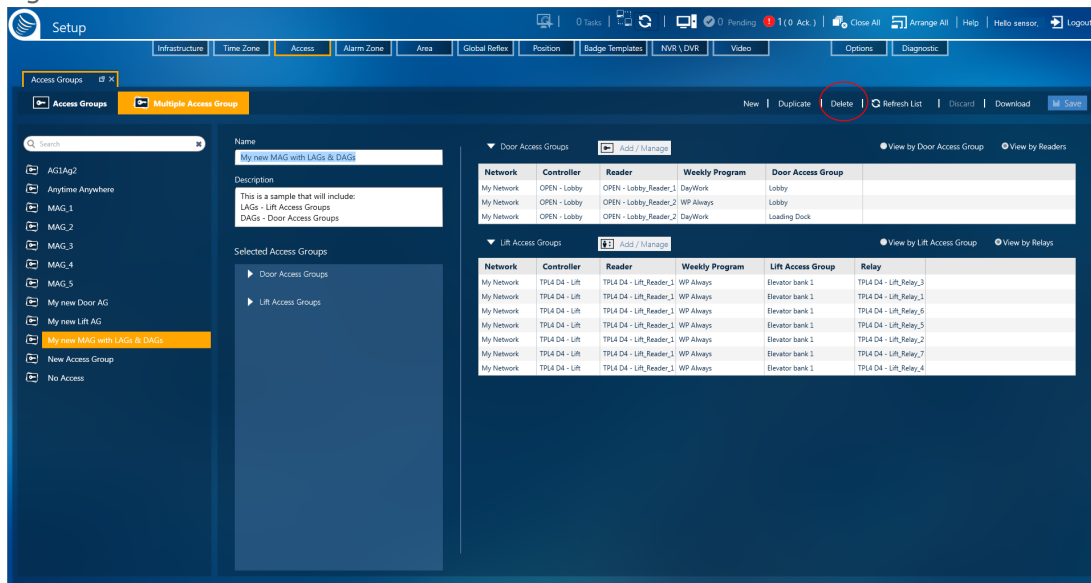 Setup
0 Tasks
0 Pending
1 ( 0 Ack. )
Close All
Arrange All
Help
Hello sensor,
Logout
Infrastructure
Time Zone
Access
Alarm Zone
Area
Global Reflex
Position
Badge Templates
NVR \ DVR
Video
Options
Diagnostic
Access Groups
Access Groups
Multiple Access Group
New
Duplicate
Delete
Refresh List
Discard
Download
Save
Search
AG1Ag2
Anytime Anywhere
MAG_1
MAG_2
MAG_3
MAG_4
MAG_5
My new Door AG
My new Lift AG
My new MAG with LAGs & DAGs
New Access Group
No Access
Name
My new MAG with LAGs & DAGs
Description
This is a sample that will include:
LAGs - Lift Access Groups
DAGs - Door Access Groups
Selected Access Groups
Door Access Groups
Lift Access Groups
Door Access Groups
Add / Manage
View by Door Access Group
View by Readers
Network Controller Reader Weekly Program Door Access Group
My Network OPEN - Lobby OPEN - Lobby_Reader_1 DayWork Lobby
My Network OPEN - Lobby OPEN - Lobby_Reader_2 WP Always Lobby
My Network OPEN - Lobby OPEN - Lobby_Reader_2 DayWork Loading Dock
Lift Access Groups
Add / Manage
View by Lift Access Group
View by Relays
Network Controller Reader Weekly Program Lift Access Group Relay
My Network TPL4 D4 - Lift TPL4 D4 - Lift_Reader_1 WP Always Elevator bank 1 TPL4 D4 - Lift_Relay_3
My Network TPL4 D4 - Lift TPL4 D4 - Lift_Reader_1 WP Always Elevator bank 1 TPL4 D4 - Lift_Relay_1
My Network TPL4 D4 - Lift TPL4 D4 - Lift_Reader_1 WP Always Elevator bank 1 TPL4 D4 - Lift_Relay_6
My Network TPL4 D4 - Lift TPL4 D4 - Lift_Reader_1 WP Always Elevator bank 1 TPL4 D4 - Lift_Relay_5
My Network TPL4 D4 - Lift TPL4 D4 - Lift_Reader_1 WP Always Elevator bank 1 TPL4 D4 - Lift_Relay_2
My Network TPL4 D4 - Lift TPL4 D4 - Lift_Reader_1 WP Always Elevator bank 1 TPL4 D4 - Lift_Relay_7
My Network TPL4 D4 - Lift TPL4 D4 - Lift_Reader_1 WP Always Elevator bank 1 TPL4 D4 - Lift_Relay_4